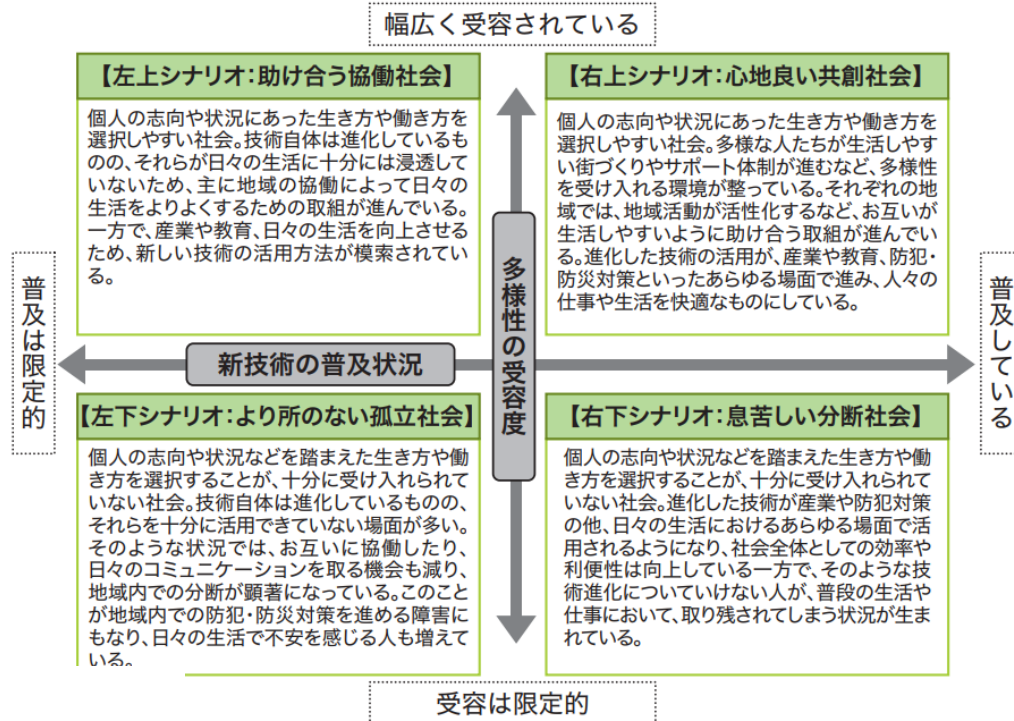 幅広く受容されている
【左上シナリオ:助け合う協働社会】
個人の志向や状況にあった生き方や働き方を
選択しやすい社会。技術自体は進化しているも
のの、それらが日々の生活に十分には浸透して
いないため、主に地域の協働によって日々の
生活をよりよくするための取組が進んでいる。
一方で、産業や教育、日々の生活を向上させる
ため、新しい技術の活用方法が模索されてい
る。
【右上シナリオ:心地良い共創社会】
個人の志向や状況にあった生き方や働き方を
選択しやすい社会。多様な人たちが生活しやす
い街づくりやサポート体制が進むなど、多様性
を受け入れる環境が整っている。それぞれの地
域では、地域活動が活性化するなど、お互いが
生活しやすいように助け合う取組が進んでい
る。進化した技術の活用が、産業や教育、防犯・
防災対策といったあらゆる場面で進み、人々の
仕事や生活を快適なものにしている。
普及は限定的
新技術の普及状況
多様性の受容度
普及している
【左下シナリオ:より所のない孤立社会】
個人の志向や状況などを踏まえた生き方や働
き方を選択することが、十分に受け入れられて
いない社会。技術自体は進化しているものの、
それらを十分に活用できていない場面が多い。
そのような状況では、お互いに協働したり、
日々のコミュニケーションを取る機会も減り、
地域内での分断が顕著になっている。このこと
が地域内での防犯・防災対策を進める障害に
もなり、日々の生活で不安を感じる人も増えて
いる。
【右下シナリオ:息苦しい分断社会】
個人の志向や状況などを踏まえた生き方や働
き方を選択することが、十分に受け入れられて
いない社会。進化した技術が産業や防犯対策
の他、日々の生活におけるあらゆる場面で活
用されるようになり、社会全体としての効率や
利便性は向上している一方で、そのような技
術進化についていけない人が、普段の生活や
仕事において、取り残されてしまう状況が生ま
れている。
受容は限定的